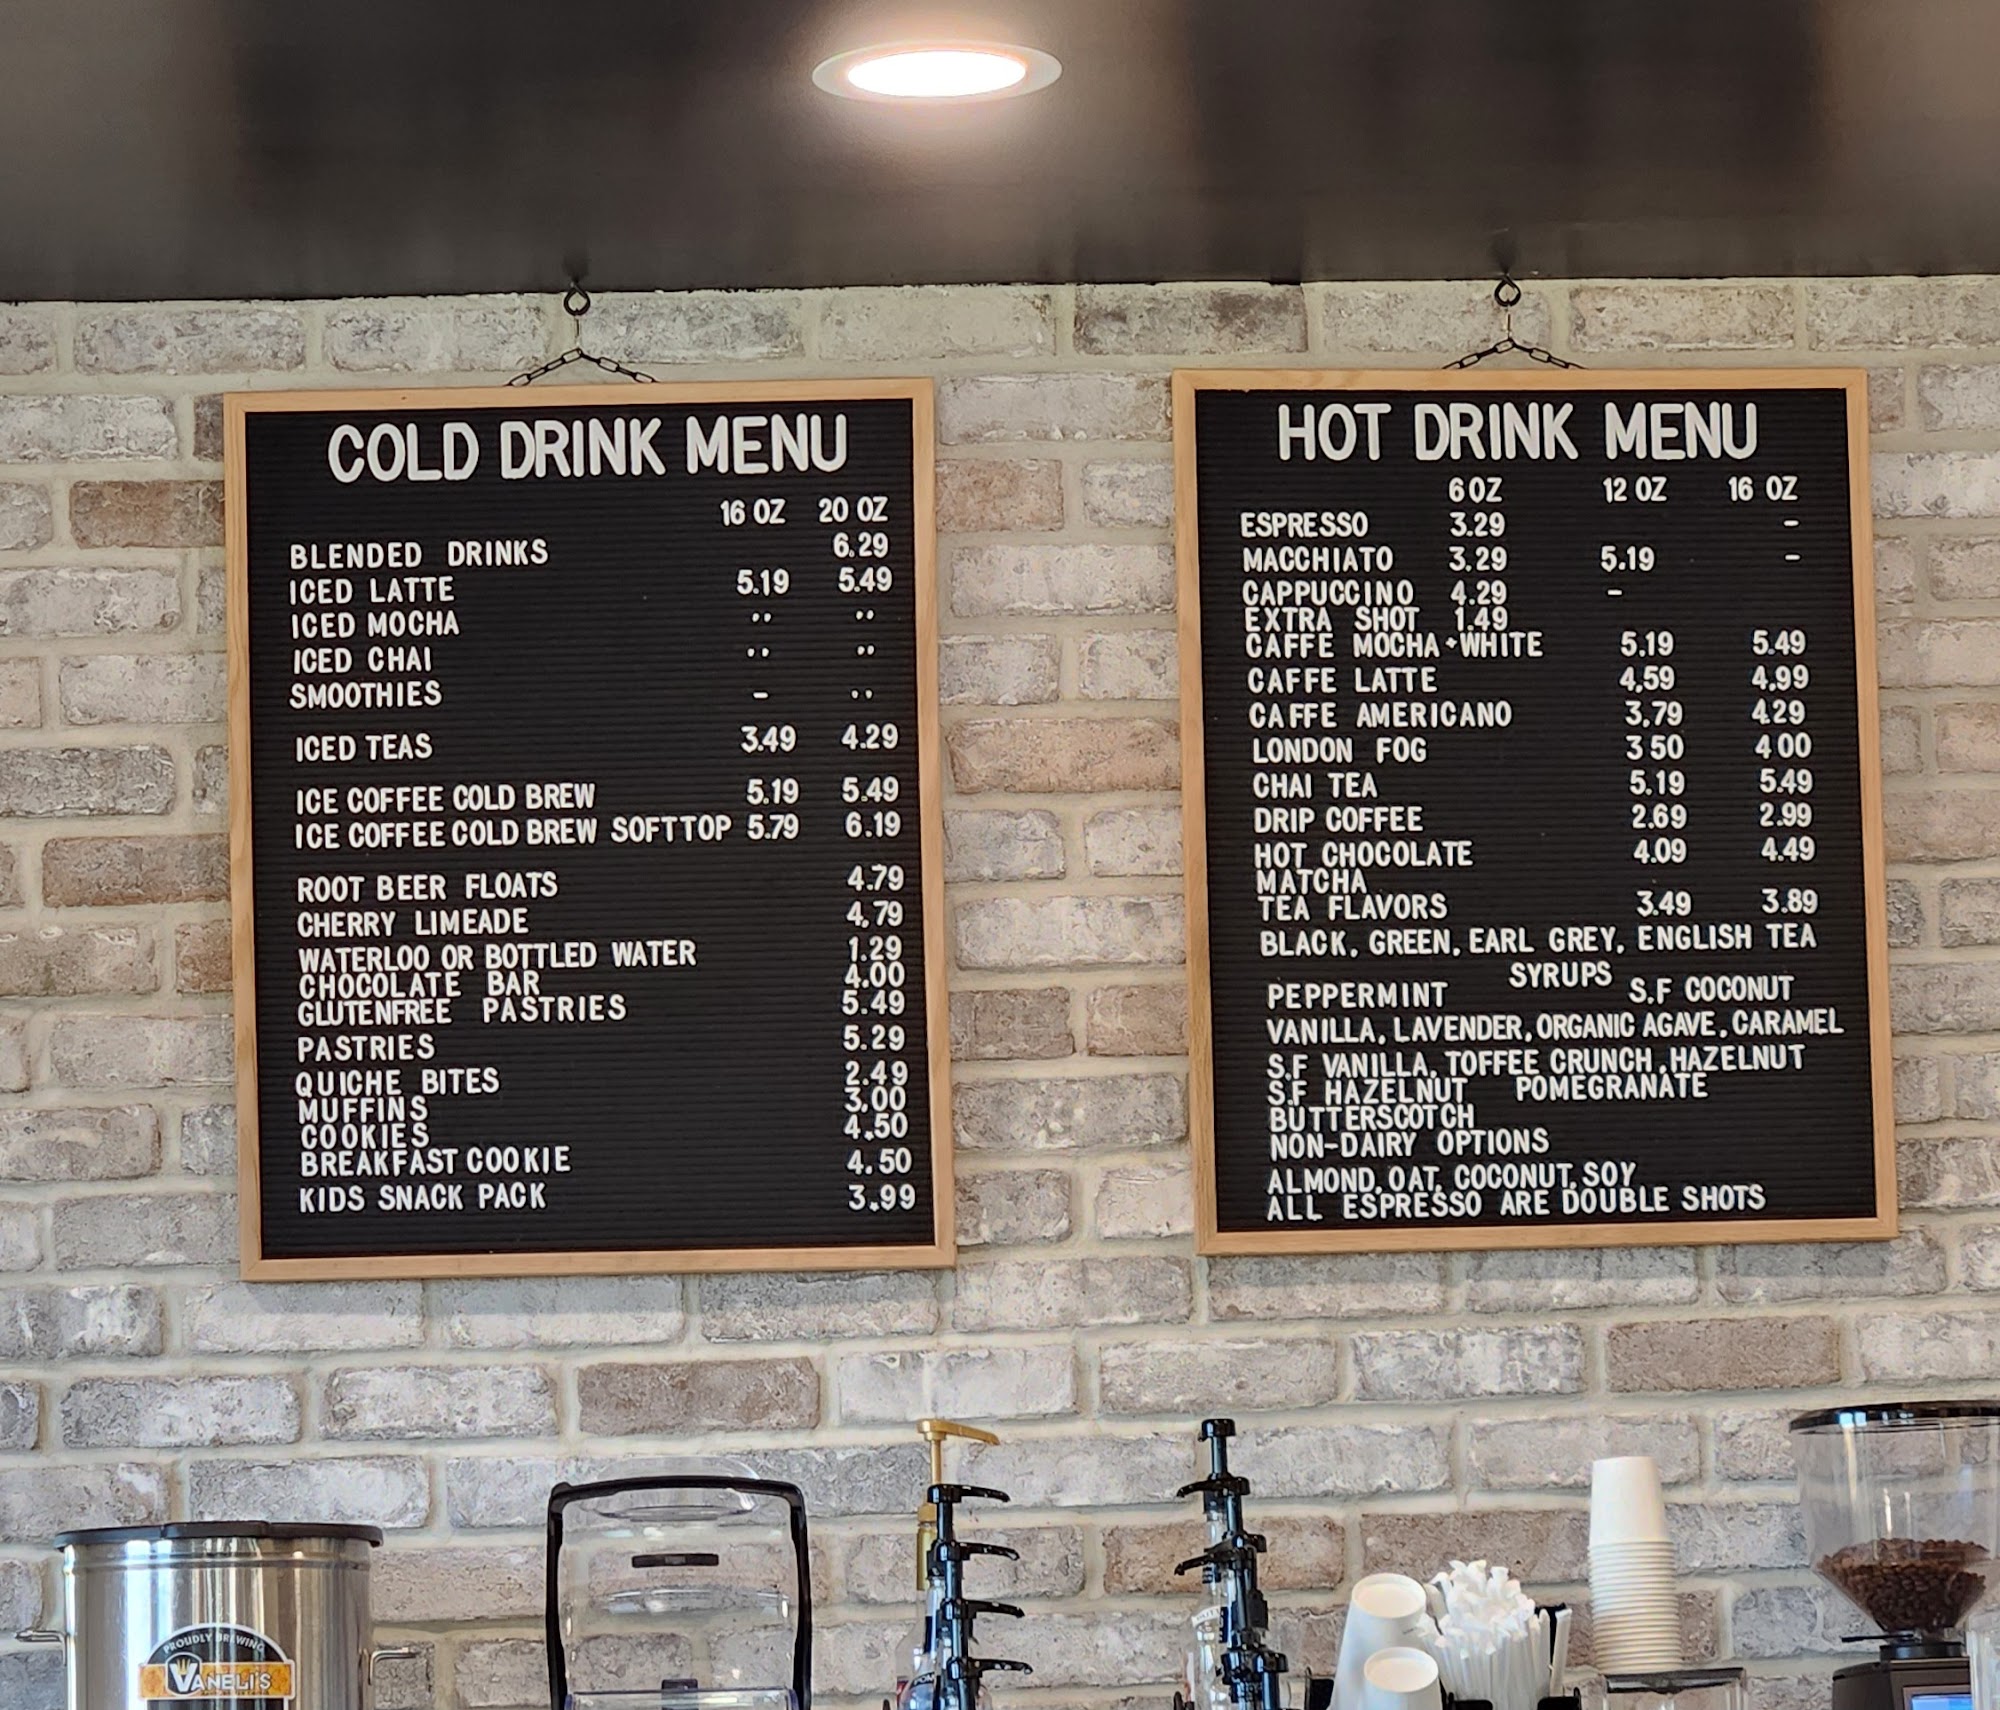 COLD DRINK MENU
16 OZ 20 OZ
BLENDED DRINKS 6.29
ICED LATTE 5.19 5.49
ICED MOCHA " "
ICED CHAI " "
SMOOTHIES - "
ICED TEAS 3.49 4.29
ICE COFFEE COLD BREW 5.19 5.49
ICE COFFEE COLD BREW SOFTTOP 5.79 6.19
ROOT BEER FLOATS 4.79
CHERRY LIMEADE 4,79
WATERLOO OR BOTTLED WATER 1.29
CHOCOLATE BAR 4.00
GLUTENFREE PASTRIES 5.49
PASTRIES 5.29
QUICHE BITES 2.49
MUFFINS 3.00
COOKIES 4.50
BREAKFAST COOKIE 4.50
KIDS SNACK PACK 3.99
HOT DRINK MENU
6 OZ 12 OZ 16 OZ
ESPRESSO 3.29 -
MACCHIATO 3.29 5.19 -
CAPPUCCINO 4.29 -
EXTRA SHOT 1.49
CAFFE MOCHA + WHITE 5.19 5.49
CAFFE LATTE 4,59 4,99
CAFFE AMERICANO 3,79 4.29
LONDON FOG 3 50 4 00
CHAI TEA 5.19 5.49
DRIP COFFEE 2.69 2.99
HOT CHOCOLATE 4.09 4.49
MATCHA
TEA FLAVORS 3.49 3.89
BLACK, GREEN, EARL GREY, ENGLISH TEA
SYRUPS
PEPPERMINT S.F COCONUT
VANILLA, LAVENDER, ORGANIC AGAVE, CARAMEL
S.F VANILLA, TOFFEE CRUNCH, HAZELNUT
S.F HAZELNUT POMEGRANATE
BUTTERSCOTCH
NON-DAIRY OPTIONS
ALMOND, OAT, COCONUT, SOY
ALL ESPRESSO ARE DOUBLE SHOTS
PROUDLY BREWING
VANELI'S